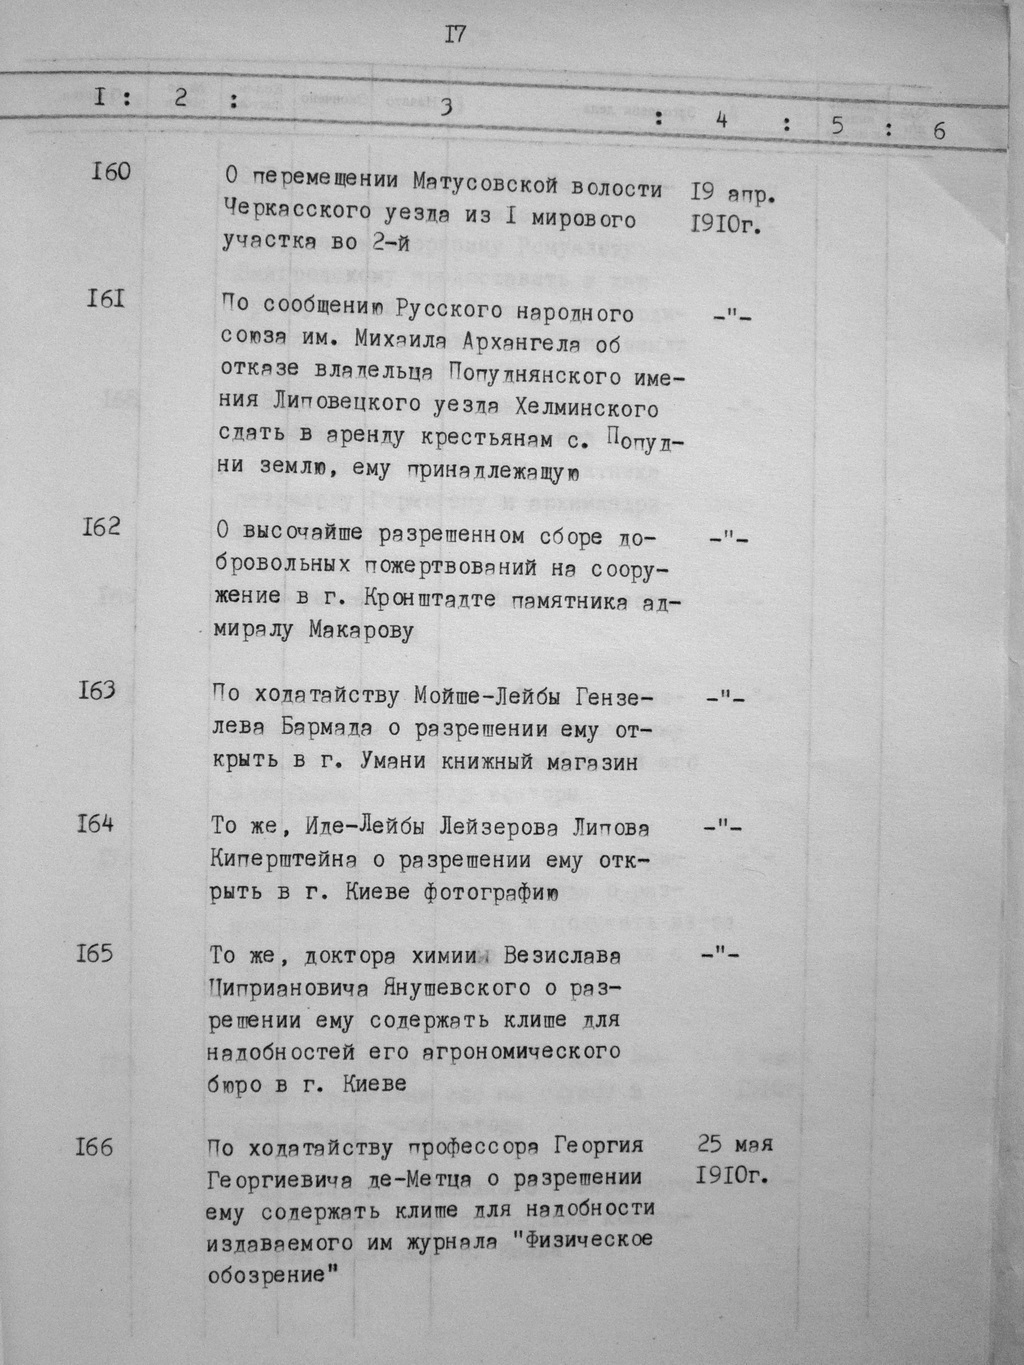 I7
I : 2 : 3 : 4 : 5 : 6
I60 О перемещении Матусовской волости I9 апр.
Черкасского уезда из I мирового I9I0г.
участка во 2-й
I6I По сообщению Русского народного -"-
союза им. Михаила Архангела об
отказе владельца Попуднянского име-
ния Липовецкого уезда Хелминского
сдать в аренду крестьянам с. Попуд-
ни землю, ему принадлежащую
I62 О высочайше разрешенном сборе до- -"-
бровольных пожертвований на соору-
жение в г. Кронштадте памятника ад-
миралу Макарову
I63 По ходатайству Мойше-Лейбы Гензе- -"-
лева Бармада о разрешении ему от-
крыть в г. Умани книжный магазин
I64 То же, Иде-Лейбы Лейзерова Липова -"-
Киперштейна о разрешении ему отк-
рыть в г. Киеве фотографию
I65 То же, доктора химии Везислава -"-
Циприановича Янушевского о раз-
решении ему содержать клише для
надобностей его агрономического
бюро в г. Киеве
I66 По ходатайству профессора Георгия 25 мая
Георгиевича де-Метца о разрешении I9I0г.
ему содержать клише для надобности
издаваемого им журнала "Физическое
обозрение"